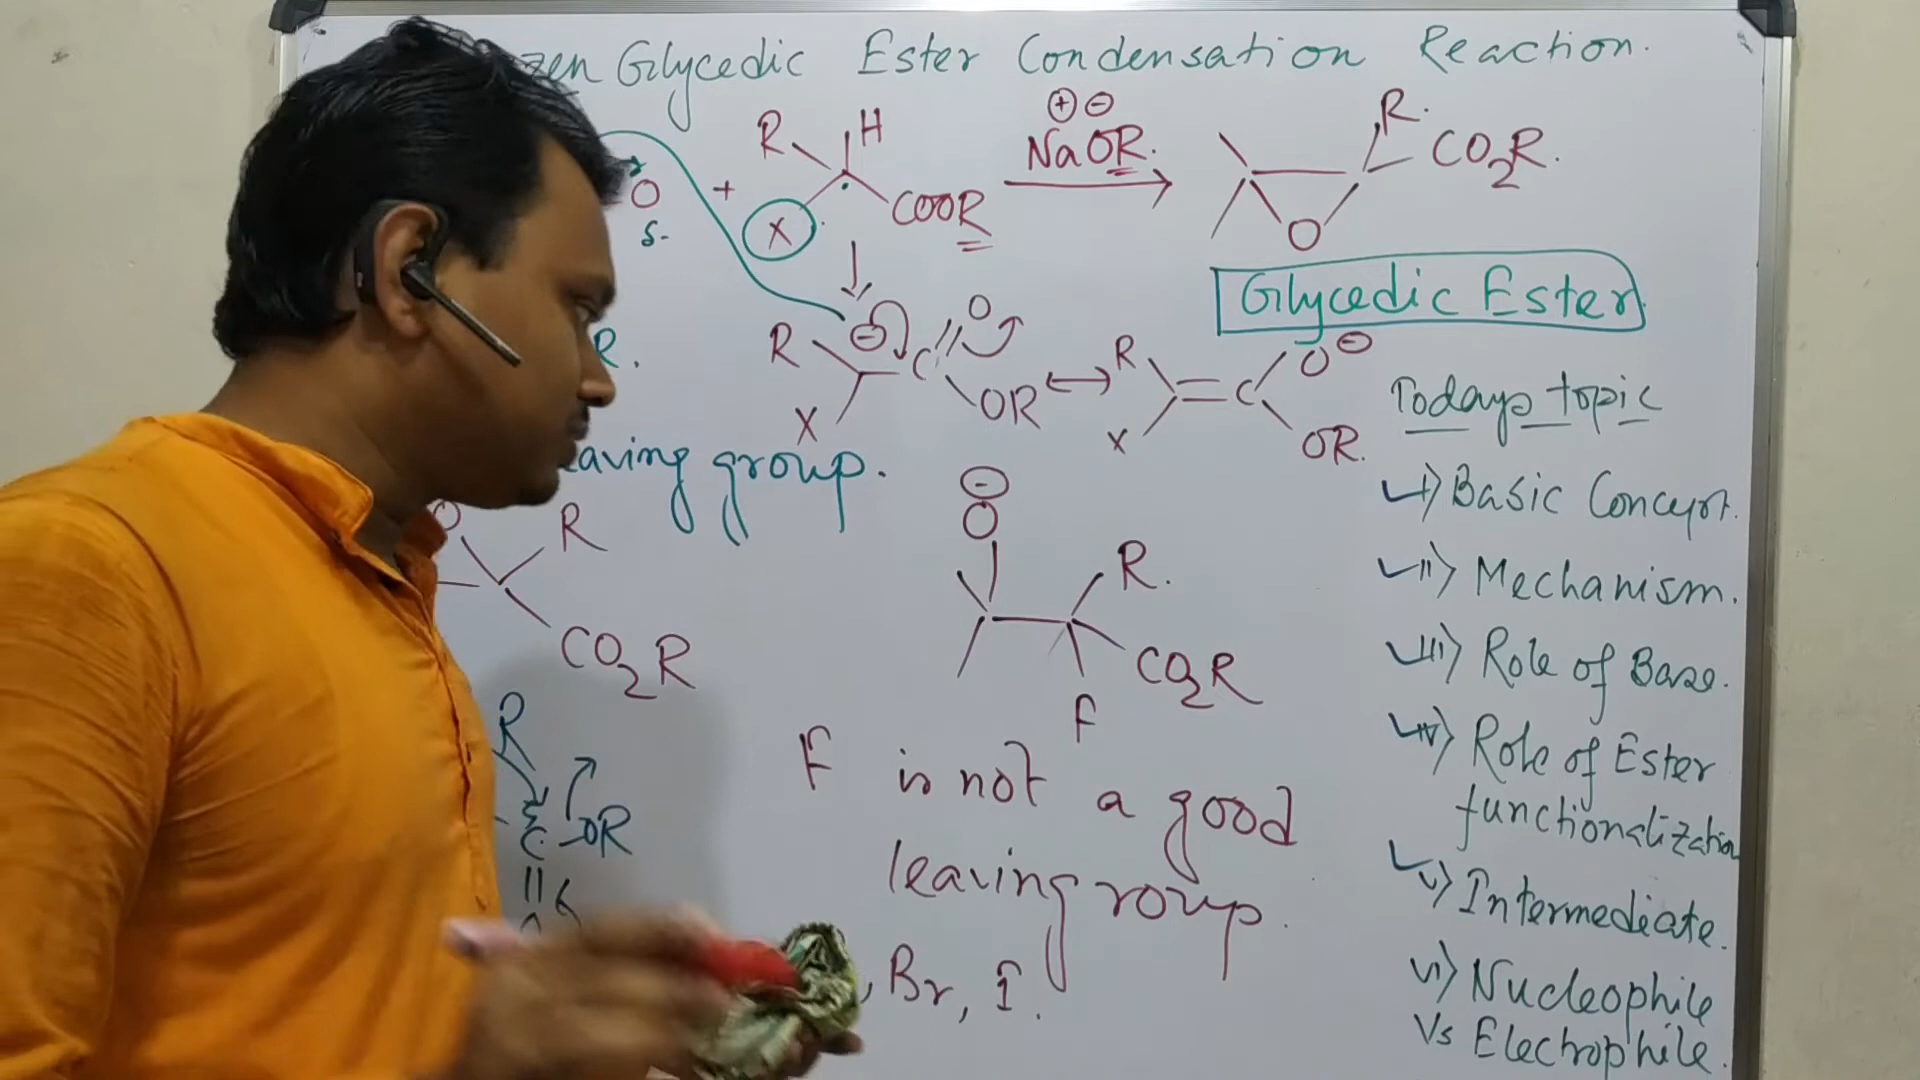 Glycedic Ester Condensation Reaction.
R H
⊕ ⊖
NaOR.
R.
CO2R.
O
δ-
+
X
COOR
O
Glycedic Ester
R
⊖
C
O
OR
X
R
C
O⊖
OR.
X
R.
leaving group.
Todays topic
i) Basic Concept.
ii) Mechanism.
iii) Role of Base.
iv) Role of Ester
functionalization
v) Intermediate.
vi) Nucleophile
Vs Electrophile.
R
CO2R
⊖
O
R.
CO2R
F
R
C
OR
F is not a good
leaving roup.
, Br, I.